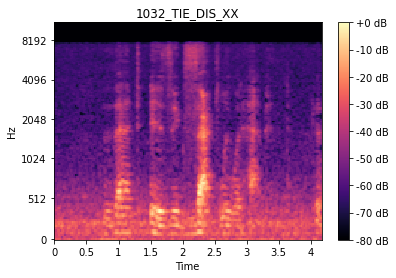 1032_TIE_DIS_XX
Hz
8192
4096
2048
1024
512
0
0 0.5 1 1.5 2 2.5 3 3.5 4
Time
+0 dB
-10 dB
-20 dB
-30 dB
-40 dB
-50 dB
-60 dB
-70 dB
-80 dB